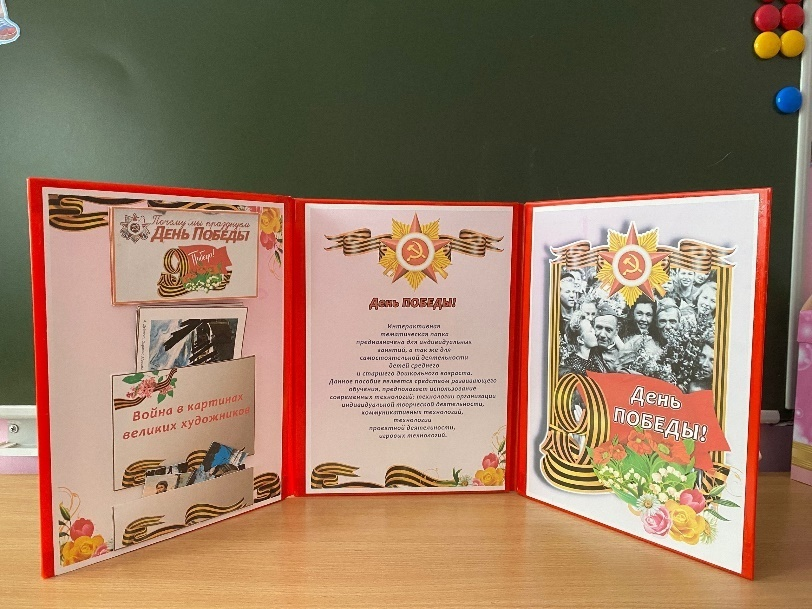 Почему мы празднуем
ДЕНЬ ПОБЕДЫ
9
Победа!
Война в картинах
великих художников
День ПОБЕДЫ!
Интерактивная
тематическая папка
предназначена для индивидуальных
занятий, а так же для
самостоятельной деятельности
детей среднего
и старшего дошкольного возраста.
Данное пособие является средством развивающего
обучения, предполагает использование
современных технологий: технологии организации
индивидуальной творческой деятельности,
коммуникативных технологий,
технологии
проектной деятельности,
игровых технологий.
9
День
ПОБЕДЫ!